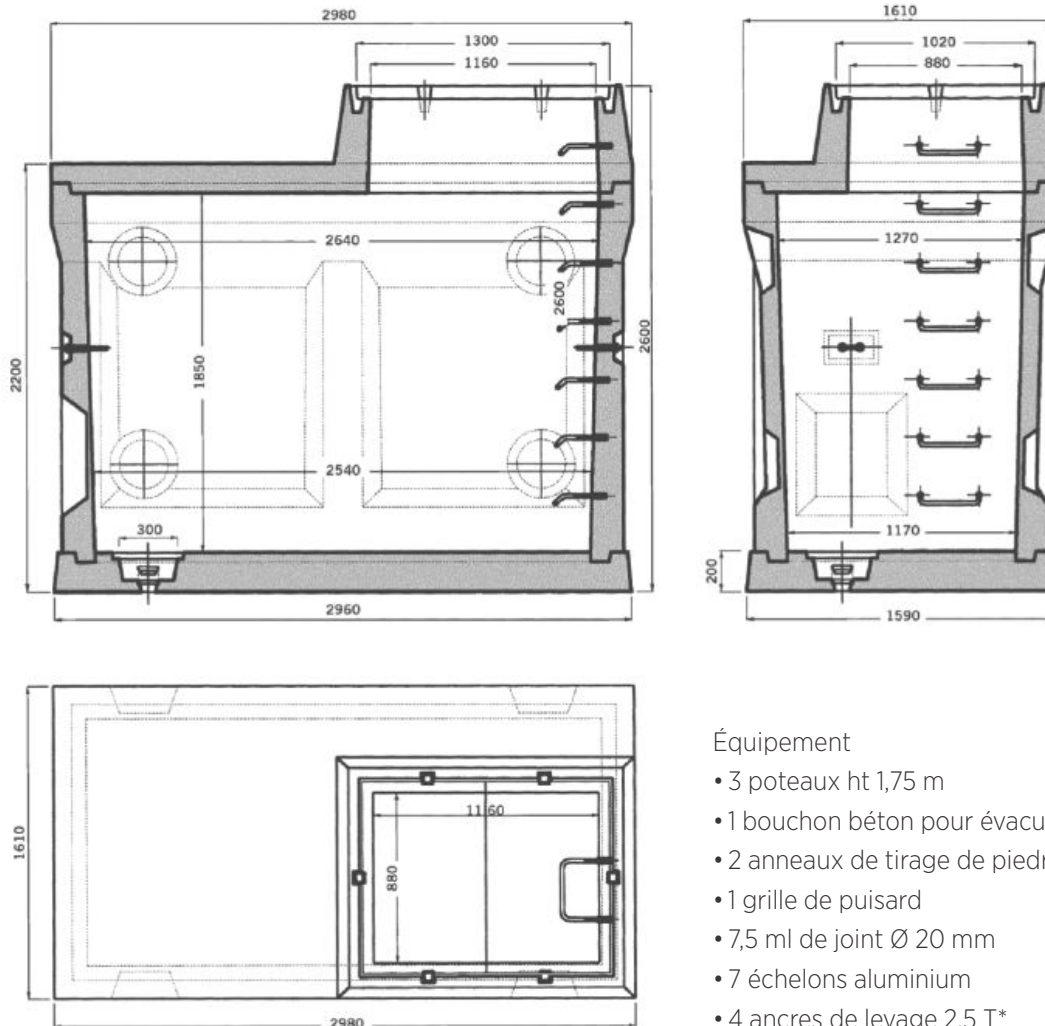 2980
1300
1160
2640
2600
1850
2200
2600
2540
300
2960
1610
1020
880
1270
1170
200
1590
1610
1160
880
2980
Équipement
• 3 poteaux ht 1,75 m
• 1 bouchon béton pour évacu
• 2 anneaux de tirage de piedr
• 1 grille de puisard
• 7,5 ml de joint Ø 20 mm
• 7 échelons aluminium
• 4 ancres de levage 2,5 T*